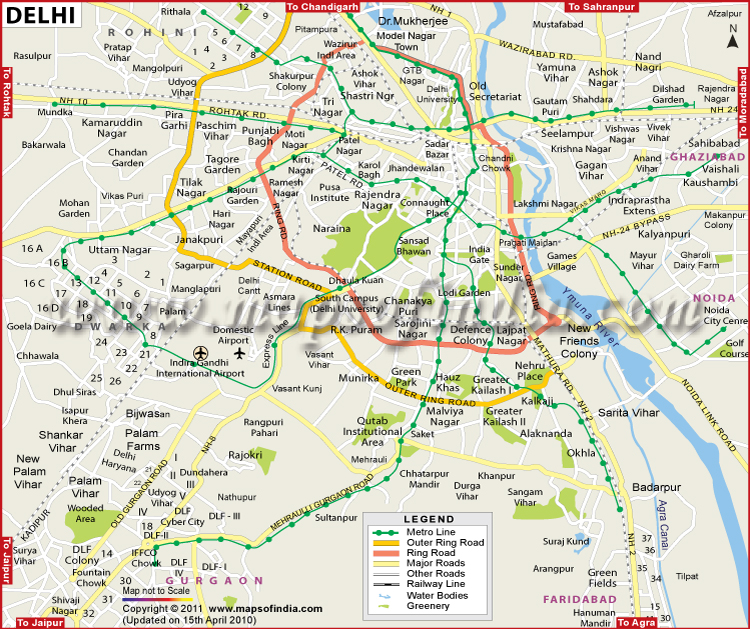 DELHI
To Chandigarh
To Saharanpur
To Rohtak
To Moradabad
To Jaipur
To Jaipur
To Agra
N
Rithala
ROHINI
Pitampura
Dr.Mukherjee
NH 1
Model Nagar
Town
Mustafabad
Afzalpur
WAZIRABAD RD.
Rasulpur
Pratap
Vihar
Mangolpuri
Wazirur
Indl Area
Udyog
Vihar
Shakurpur
Colony
Ashok
Vihar
GTB
Nagar
Shastri Ngr
Delhi
University
Old
Secretariat
Yamuna
Vihar
Ashok
Nagar
Nand
Nagri
Gautam
Puri
Shahdara
Dilshad
Garden
Rajendra
Nagar
NH 24
NH 10
ROHTAK RD.
Mundka
Tri
Nagar
Kamaruddin
Nagar
Pira
Garhi
Paschim
Vihar
Punjabi
Bagh
Moti
Nagar
Patel
Nagar
Sadar
Bazar
Seelampur
Vishwas
Nagar
Vivek
Vihar
Krishna Nagar
Sahibabad
GHAZIABAD
Bakarwala
Chandan
Garden
Tagore
Garden
Kirti
Nagar
PATEL RD
Karol
Bagh
Jhandewalan
Chandni
Chowk
Gagan
Vihar
Anand
Vihar
Vaishali
Kaushambi
Tilak
Nagar
Rajouri
Garden
Ramesh
Nagar
Pusa
Institute
Rajendra
Nagar
Connaught
Place
Lakshmi Nagar
VIKAS MARG
Indraprastha
Extens
Vikas Puri
Mohan
Garden
Hari
Nagar
Mayapuri
Indl Area
RING RD
Naraina
NH-24 BYPASS
Makanpur
Colony
Kalyanpuri
Janakpuri
Uttam Nagar
16 A
16 B
Sansad
Bhawan
India
Gate
Pragati Maidan
Games
Village
Mayur
Vihar
Gharoli
Dairy Farm
Sagarpur
STATION ROAD
Dhaula Kuan
Sunder
Nagar
RING RD
Manglapuri
Delhi
Cantt
Asmara
Lines
South Campus
(Delhi University)
Lodi Garden
Chanakya
Puri
Ymuna River
NOIDA
Noida
City Cenre
16 C
16 D
Goela Dairy
DWARKA
Palam
Domestic
Airport
Express Line
R.K. Puram
Sarojini
Nagar
Defence
Colony
Lajpat
Nagar
New
Friends
Colony
Golf
Course
Chhawala
Indira Gandhi
International Airport
Vasant
Vihar
MATHURA RD.
NH 2
Dhul Siras
Vasant Kunj
Munirka
Green
Park
Hauz
Khas
Greater
Kailash I
Nehru
Place
Kalkaji
OUTER RING ROAD
NOIDA LINK ROAD
Isapur
Khera
Bijwasan
NH-8
Rangpuri
Pahari
Qutab
Institutional
Area
Malviya
Nagar
Greater
Kailash II
Sarita Vihar
Alaknanda
Shankar
Vihar
Palam
Farms
Saket
Rajokri
Mehrauli
Okhla
New
Palam
Vihar
Delhi
Haryana
Dundahera
Chhatarpur
Mandir
Khanpur
Durga
Vihar
Sangam
Vihar
Badarpur
Palam
Vihar
Udyog
Vihar
Nathupur
OLD GURGAON ROAD
MEHRAULLI GURGAON ROAD
Wooded
Area
KADIPUR
DLF
Cyber City
DLF - III
Sultanpur
Agra Canal
Surya
Vihar
DLF
Colony
DLF-II
IFFCO
Chowk
Fountain
Chowk
DLF
IV
DLF- I
GURGAON
Suraj Kund
NH 2
Arangpur
Green
Fields
Tilpat
FARIDABAD
Hanuman
Mandir
Shivaji
Nagar
LEGEND
Metro Line
Outer Ring Road
Ring Road
Major Roads
Other Roads
Railway Line
Water Bodies
Greenery
Map not to Scale
Copyright © 2011 www.mapsofindia.com
(Updated on 15th April 2010)